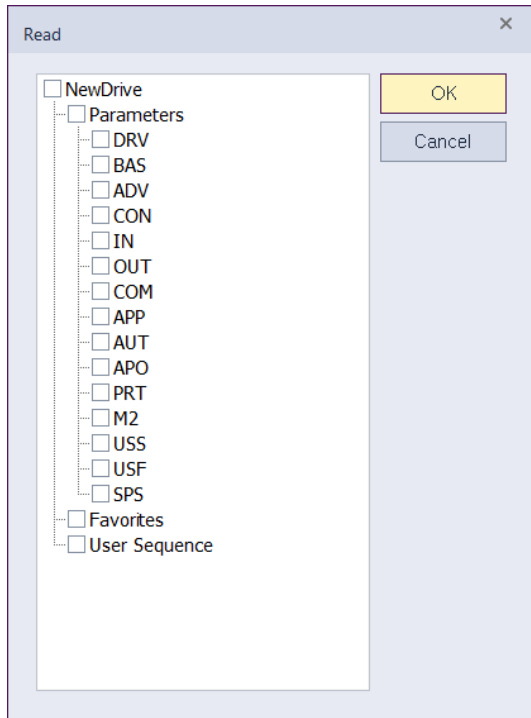 Read
NewDrive
OK
Parameters
DRV
Cancel
BAS
ADV
CON
IN
OUT
COM
APP
AUT
APO
PRT
M2
USS
USF
SPS
Favorites
User Sequence